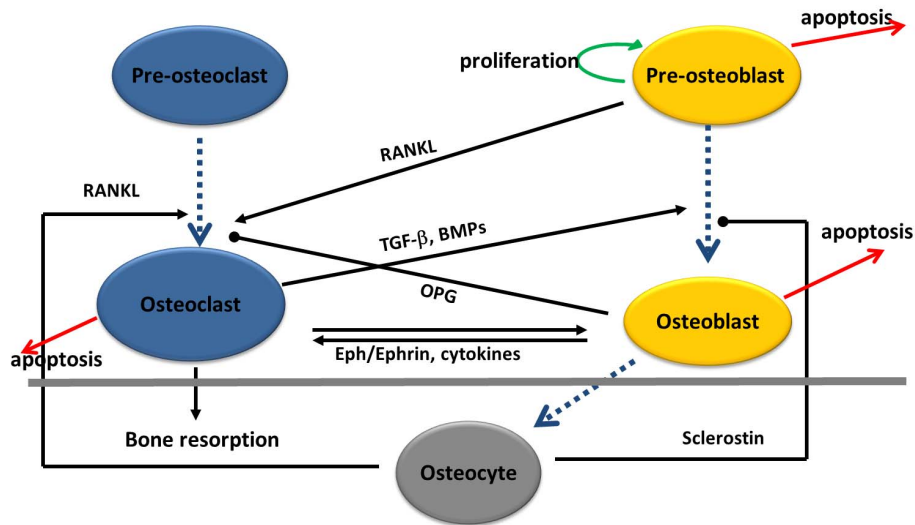 apoptosis
proliferation
Pre-osteoclast
Pre-osteoblast
RANKL
RANKL
TGF-β, BMPs
apoptosis
OPG
Osteoclast
Osteoblast
apoptosis
Eph/Ephrin, cytokines
Bone resorption
Sclerostin
Osteocyte